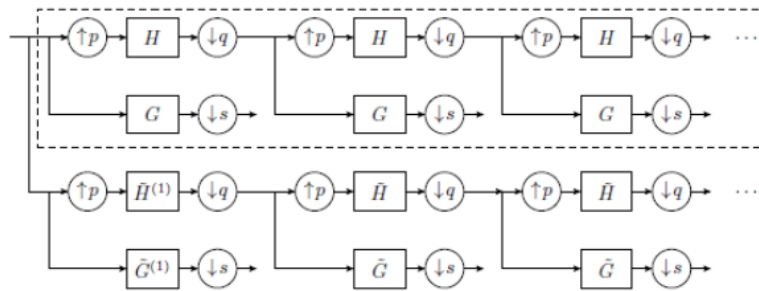 ↑p H ↓q ↑p H ↓q ↑p H ↓q ...
G ↓s G ↓s G ↓s
↑p H̃⁽¹⁾ ↓q ↑p H̃ ↓q ↑p H̃ ↓q ...
G̃⁽¹⁾ ↓s G̃ ↓s G̃ ↓s